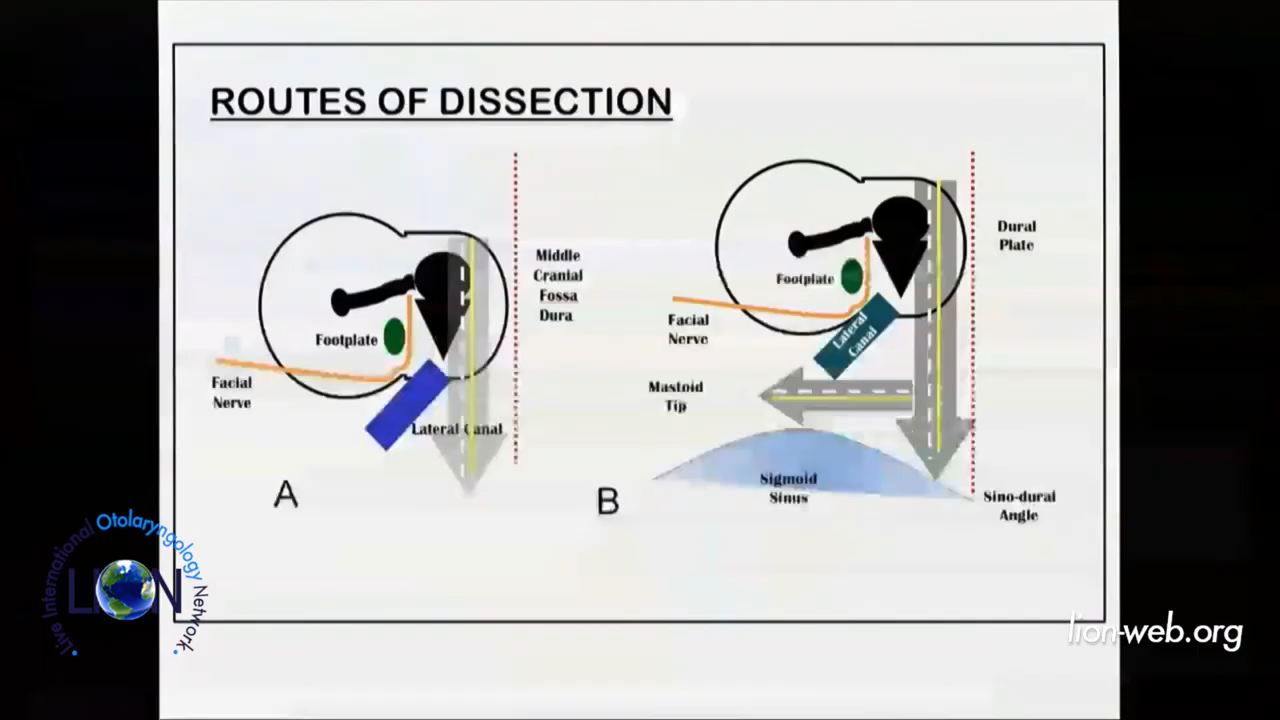 ROUTES OF DISSECTION
Middle
Cranial
Fossa
Dura
Footplate
Facial
Nerve
Lateral Canal
A
Dural
Plate
Footplate
Facial
Nerve
Lateral
Canal
Mastoid
Tip
Sigmoid
Sinus
Sino-dural
Angle
B
Live International Otolaryngology Network
LION
lion-web.org